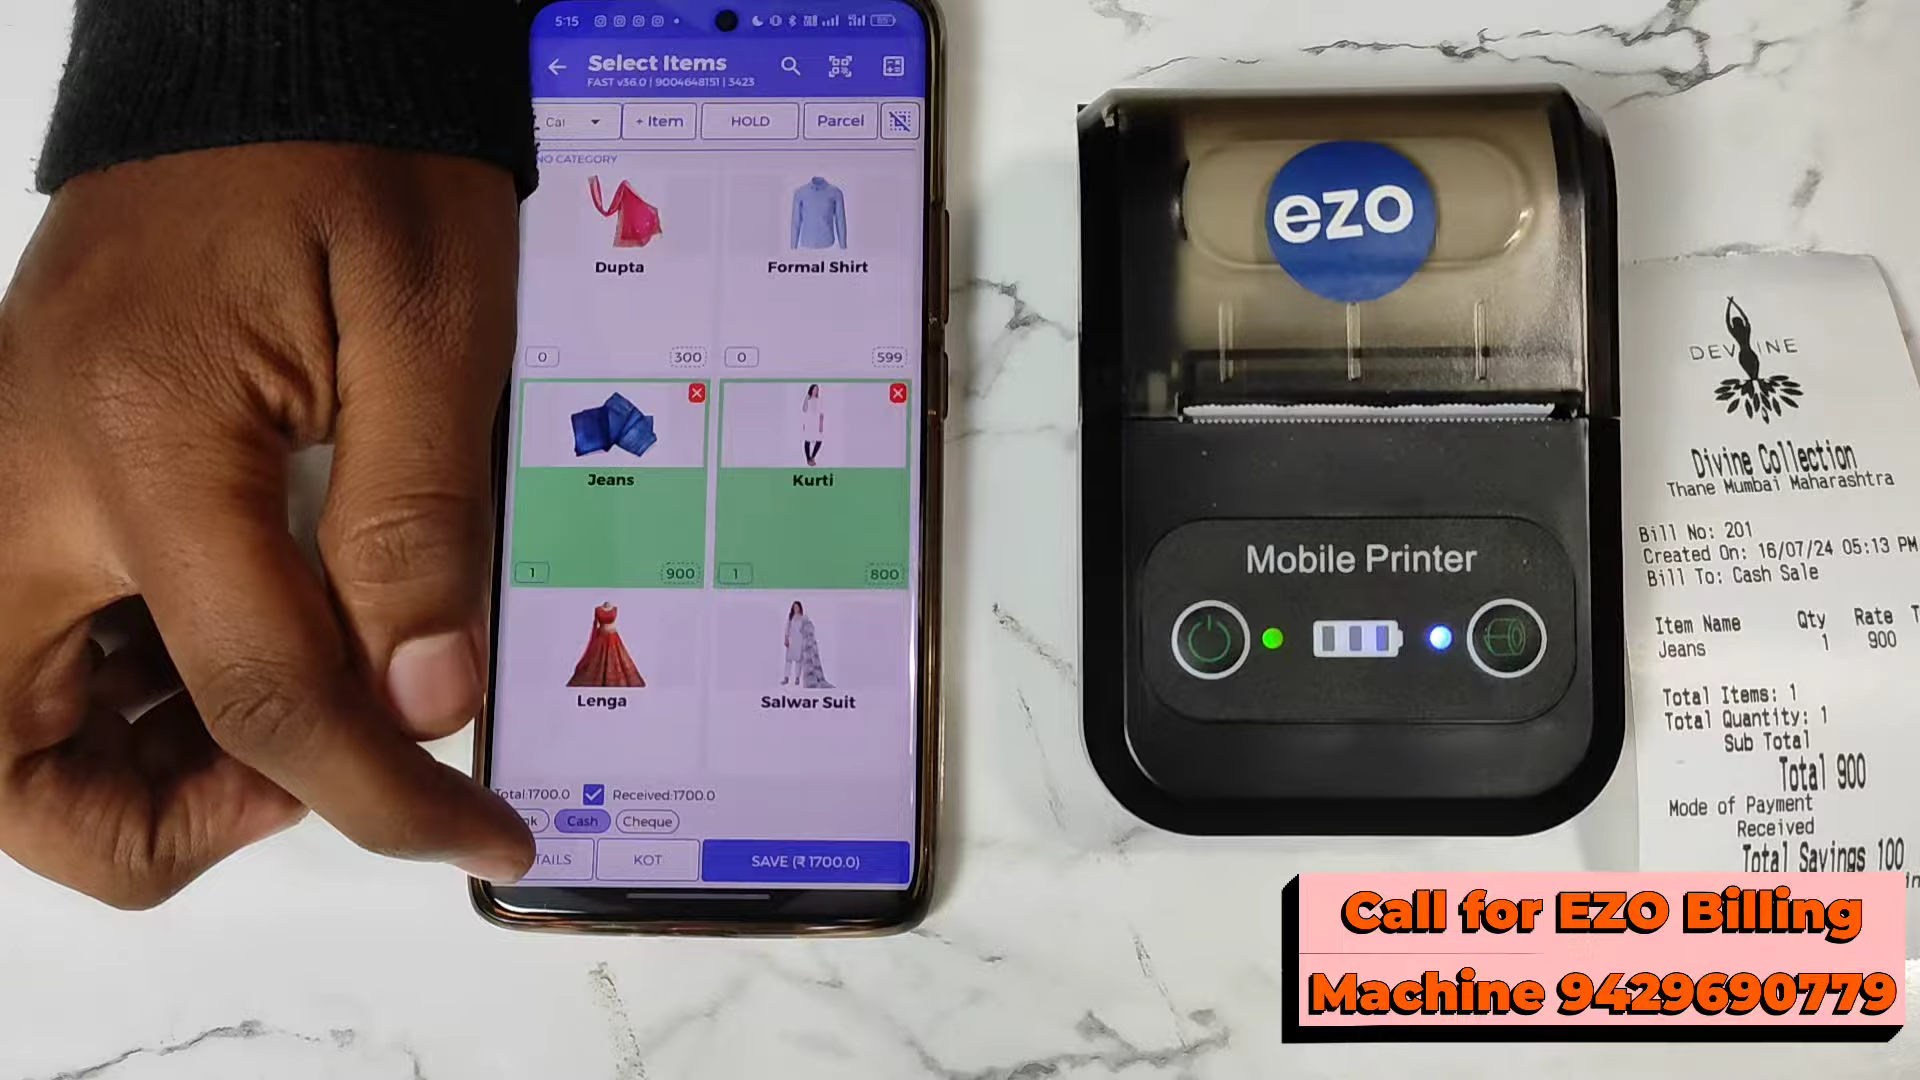 5:15
Select Items
FAST v36.0 | 9004648151 | 3423
+ Item
HOLD
Parcel
NO CATEGORY
Dupta
Formal Shirt
0
300
0
599
Jeans
Kurti
1
900
1
800
Lenga
Salwar Suit
Total:1700.0
Received:1700.0
Cash
Cheque
TAILS
KOT
SAVE (₹ 1700.0)
ezo
Mobile Printer
DEVINE
Divine Collection
Thane Mumbai Maharashtra
Bill No: 201
Created On: 16/07/24 05:13 PM
Bill To: Cash Sale
Item Name Qty Rate T
Jeans 1 900
Total Items: 1
Total Quantity: 1
Sub Total
Total 900
Mode of Payment
Received
Total Savings 100
Call for EZO Billing
Machine 9429690779